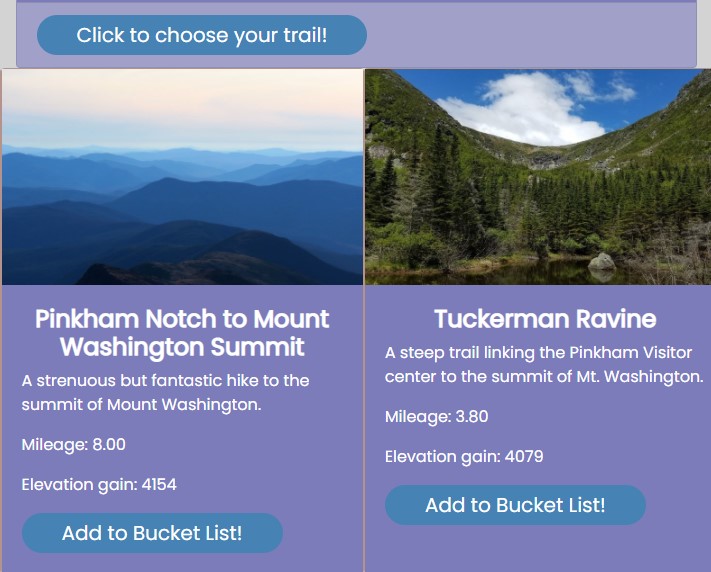 Click to choose your trail!
Pinkham Notch to Mount
Washington Summit
A strenuous but fantastic hike to the
summit of Mount Washington.
Mileage: 8.00
Elevation gain: 4154
Add to Bucket List!
Tuckerman Ravine
A steep trail linking the Pinkham Visitor
center to the summit of Mt. Washington.
Mileage: 3.80
Elevation gain: 4079
Add to Bucket List!